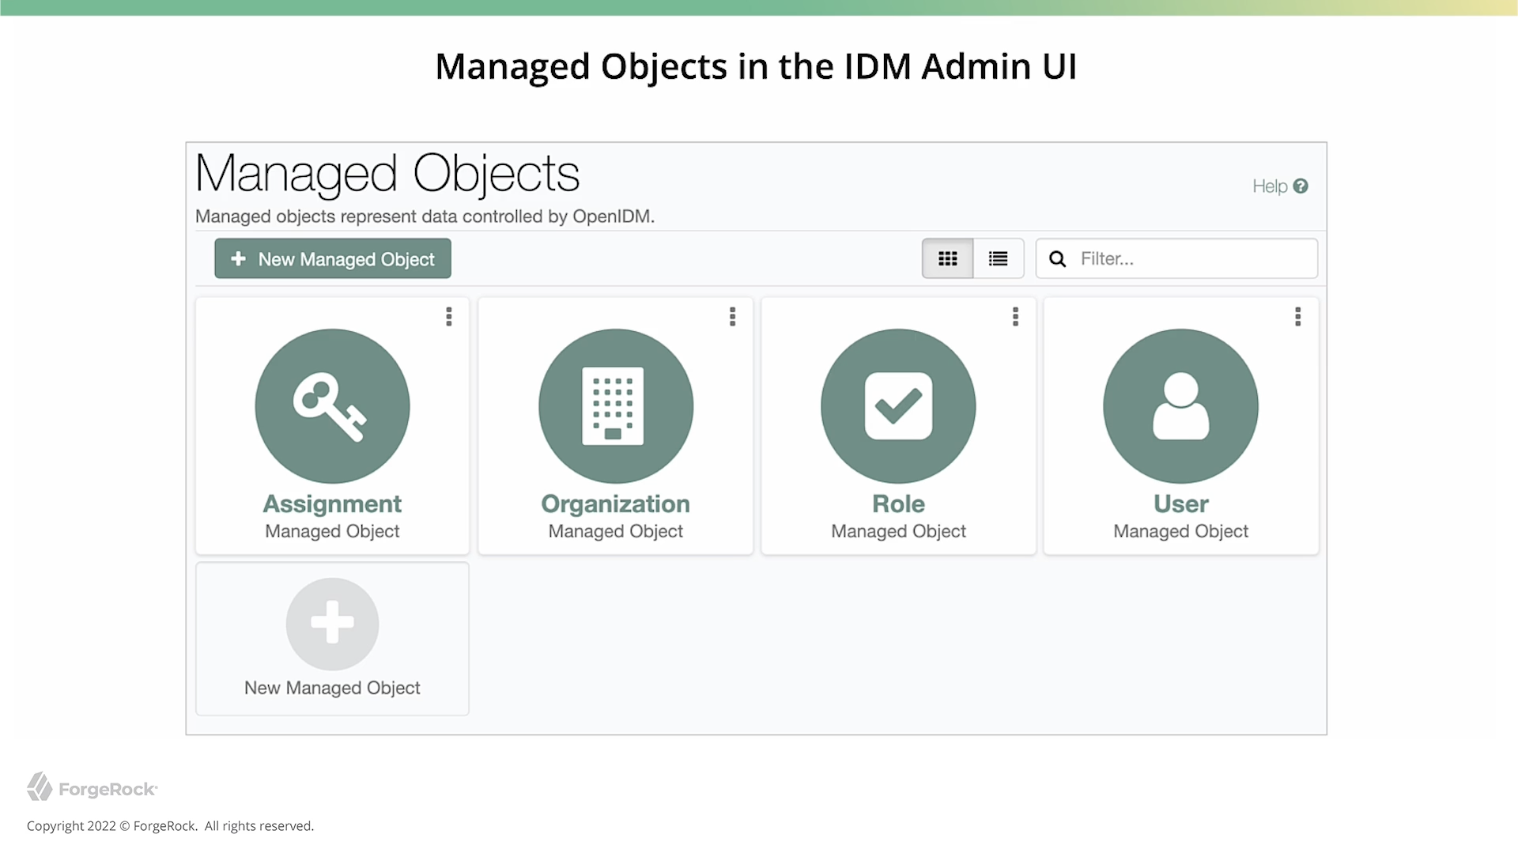 Managed Objects in the IDM Admin UI
Managed Objects
Help
Managed objects represent data controlled by OpenIDM.
New Managed Object
Filter...
Assignment
Managed Object
Organization
Managed Object
Role
Managed Object
User
Managed Object
New Managed Object
ForgeRock
Copyright 2022 © ForgeRock. All rights reserved.